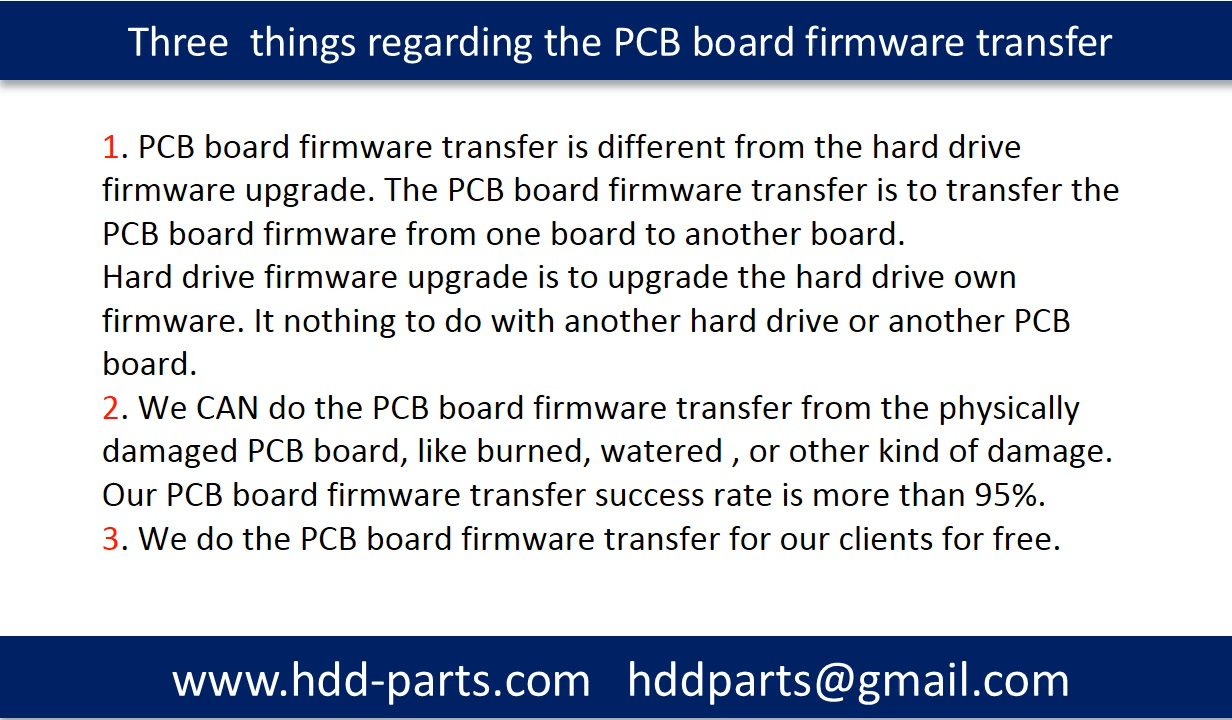 Three  things regarding the PCB board firmware transfer
1. PCB board firmware transfer is different from the hard drive
firmware upgrade. The PCB board firmware transfer is to transfer the
PCB board firmware from one board to another board.
Hard drive firmware upgrade is to upgrade the hard drive own
firmware. It nothing to do with another hard drive or another PCB
board.
2. We CAN do the PCB board firmware transfer from the physically
damaged PCB board, like burned, watered , or other kind of damage.
Our PCB board firmware transfer success rate is more than 95%.
3. We do the PCB board firmware transfer for our clients for free.
www.hdd-parts.com   hddparts@gmail.com